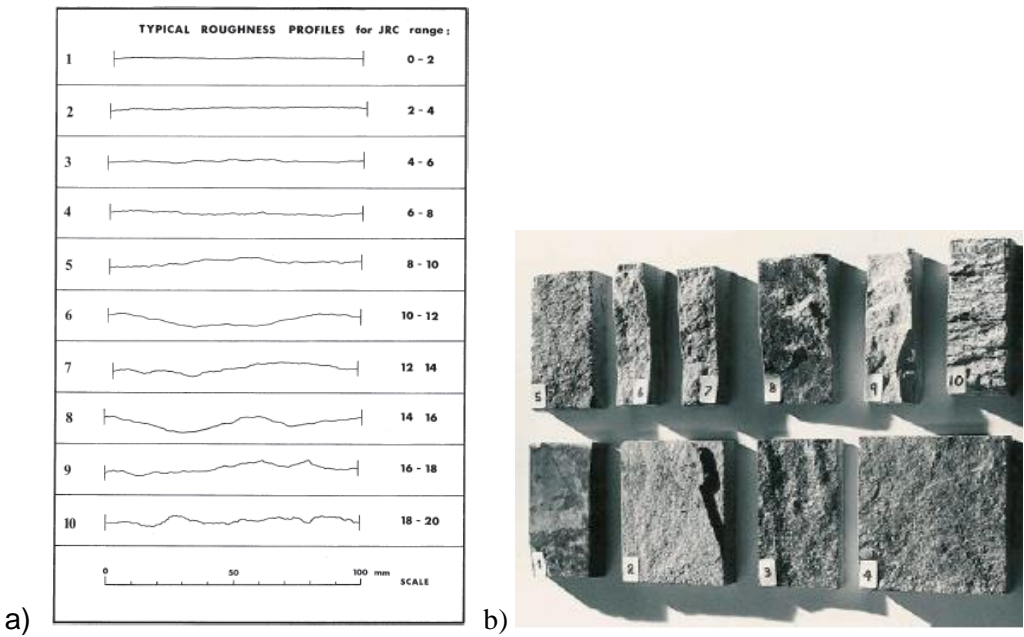 TYPICAL ROUGHNESS PROFILES for JRC range:
1 0 - 2
2 2 - 4
3 4 - 6
4 6 - 8
5 8 - 10
6 10 - 12
7 12 14
8 14 16
9 16 - 18
10 18 - 20
0 50 100 mm SCALE
a)
5 6 7 8 9 10
1 2 3 4
b)